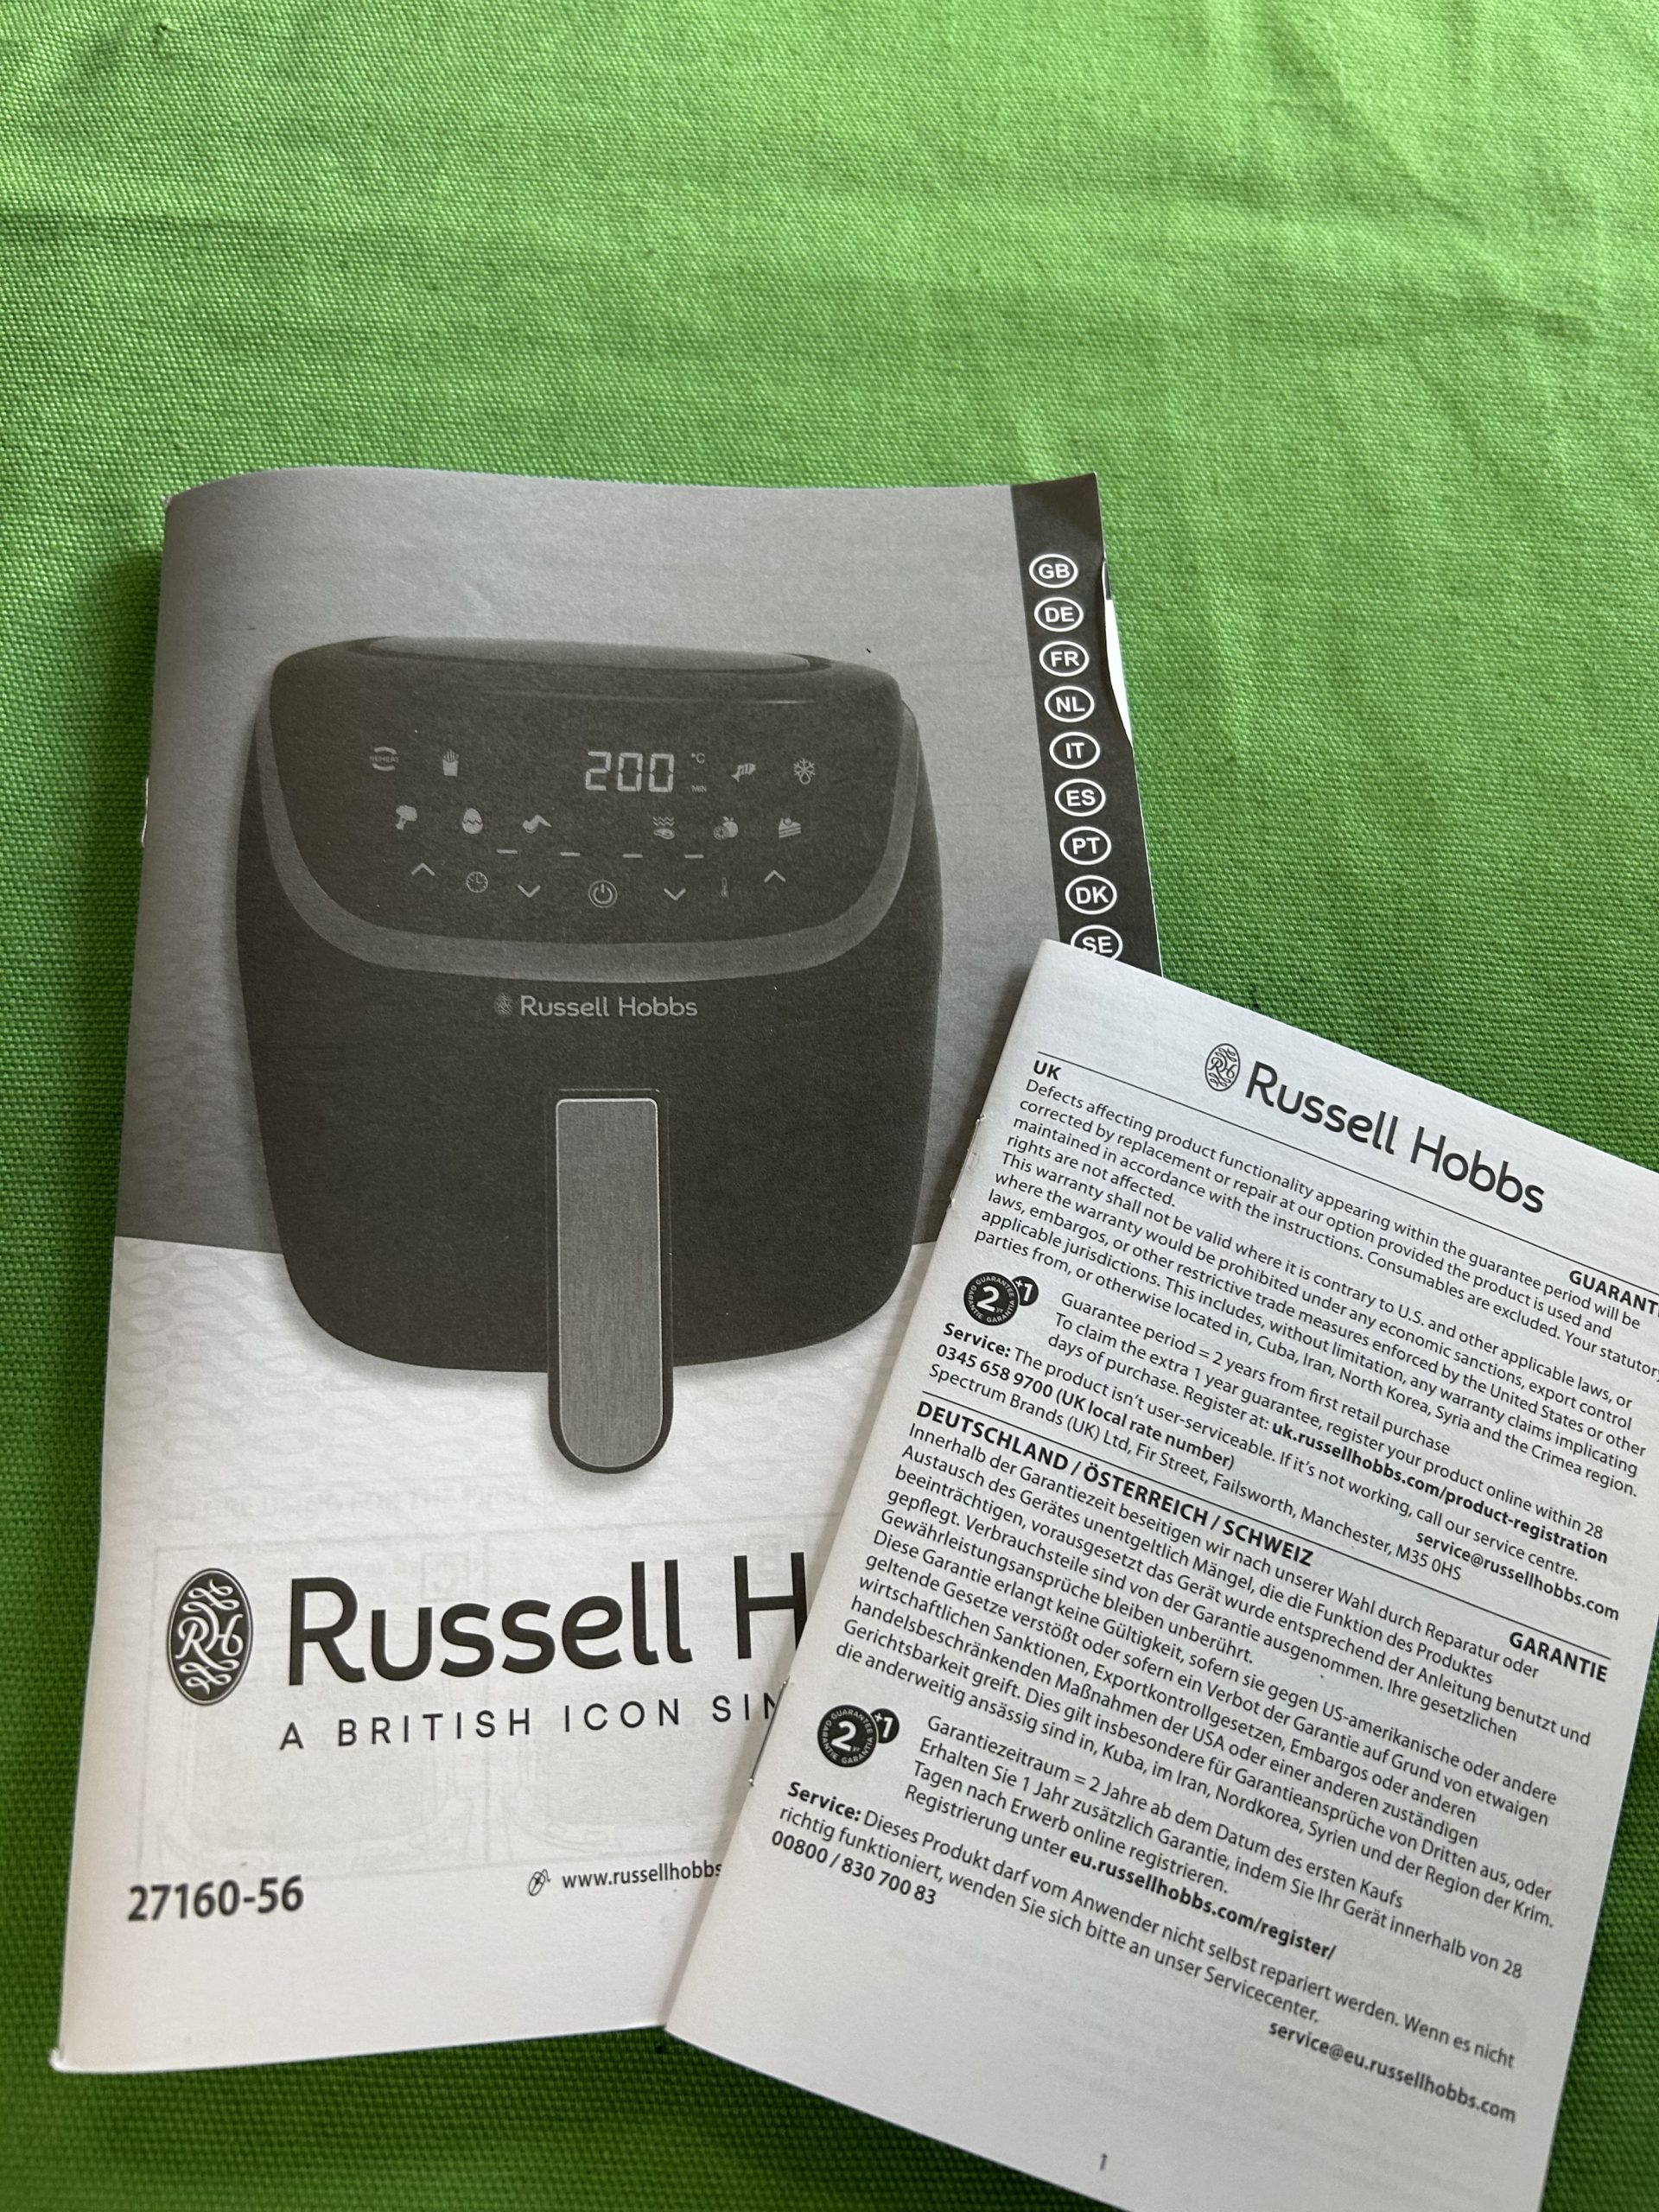 GB
DE
FR
NL
IT
ES
PT
DK
SE
REHEAT
200
°C
MIN
Russell Hobbs
RH
Russell H
A BRITISH ICON SIN
27160-56
www.russellhobbs
RH Russell Hobbs
UK GUARANT
Defects affecting product functionality appearing within the guarantee period will be
corrected by replacement or repair at our option provided the product is used and
maintained in accordance with the instructions. Consumables are excluded. Your statutory
rights are not affected.
This warranty shall not be valid where it is contrary to U.S. and other applicable laws, or
where the warranty would be prohibited under any economic sanctions, export control
laws, embargos, or other restrictive trade measures enforced by the United States or other
applicable jurisdictions. This includes, without limitation, any warranty claims implicating
parties from, or otherwise located in, Cuba, Iran, North Korea, Syria and the Crimea region.
GUARANTEE GARANTIE 2 +1
Guarantee period = 2 years from first retail purchase
To claim the extra 1 year guarantee, register your product online within 28
days of purchase. Register at: uk.russellhobbs.com/product-registration
Service: The product isn't user-serviceable. If it's not working, call our service centre.
0345 658 9700 (UK local rate number) service@russellhobbs.com
Spectrum Brands (UK) Ltd, Fir Street, Failsworth, Manchester, M35 0HS
DEUTSCHLAND / ÖSTERREICH / SCHWEIZ GARANTIE
Innerhalb der Garantiezeit beseitigen wir nach unserer Wahl durch Reparatur oder
Austausch des Gerätes unentgeltlich Mängel, die die Funktion des Produktes
beeinträchtigen, vorausgesetzt das Gerät wurde entsprechend der Anleitung benutzt und
gepflegt. Verbrauchsteile sind von der Garantie ausgenommen. Ihre gesetzlichen
Gewährleistungsansprüche bleiben unberührt.
Diese Garantie erlangt keine Gültigkeit, sofern sie gegen US-amerikanische oder andere
geltende Gesetze verstößt oder sofern ein Verbot der Garantie auf Grund von etwaigen
wirtschaftlichen Sanktionen, Exportkontrollgesetzen, Embargos oder anderen
handelsbeschränkenden Maßnahmen der USA oder einer anderen zuständigen
Gerichtsbarkeit greift. Dies gilt insbesondere für Garantieansprüche von Dritten aus, oder
die anderweitig ansässig sind in, Kuba, im Iran, Nordkorea, Syrien und der Region der Krim.
GUARANTEE GARANTIE 2 +1
Garantiezeitraum = 2 Jahre ab dem Datum des ersten Kaufs
Erhalten Sie 1 Jahr zusätzlich Garantie, indem Sie Ihr Gerät innerhalb von 28
Tagen nach Erwerb online registrieren.
Registrierung unter eu.russellhobbs.com/register/
Service: Dieses Produkt darf vom Anwender nicht selbst repariert werden. Wenn es nicht
richtig funktioniert, wenden Sie sich bitte an unser Servicecenter.
00800 / 830 700 83 service@eu.russellhobbs.com
1